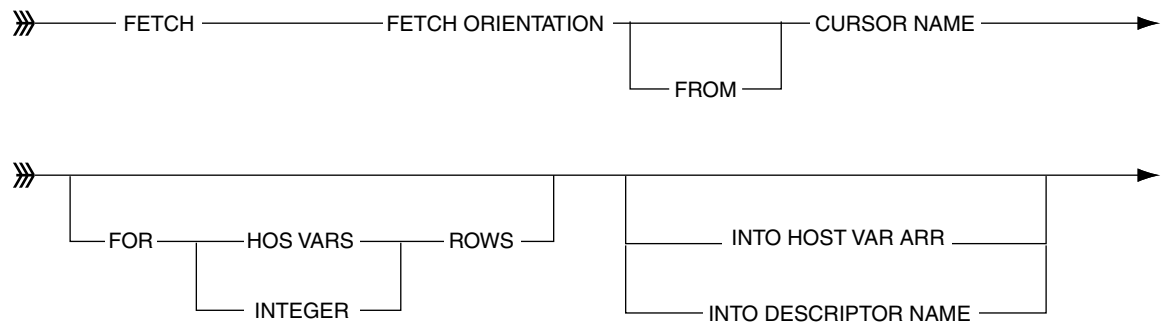 FETCH FETCH ORIENTATION CURSOR NAME
FROM
FOR HOS VARS ROWS INTO HOST VAR ARR
INTEGER INTO DESCRIPTOR NAME